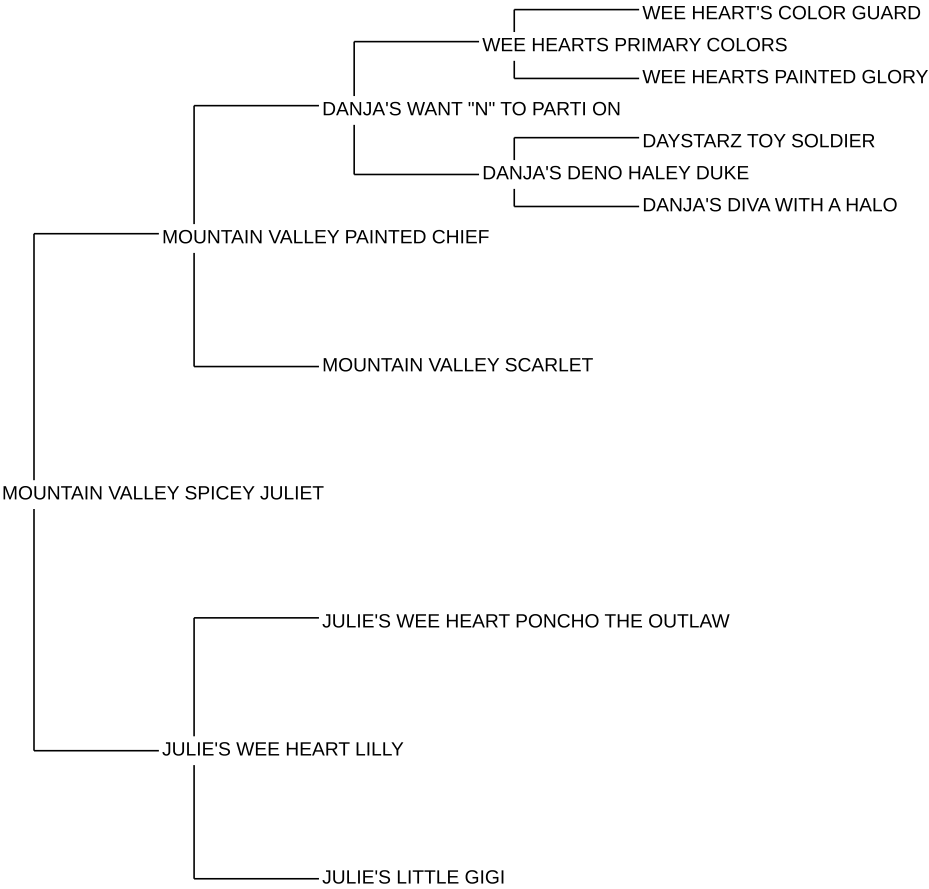 WEE HEART'S COLOR GUARD
WEE HEARTS PRIMARY COLORS
WEE HEARTS PAINTED GLORY
DANJA'S WANT "N" TO PARTI ON
DAYSTARZ TOY SOLDIER
DANJA'S DENO HALEY DUKE
DANJA'S DIVA WITH A HALO
MOUNTAIN VALLEY PAINTED CHIEF
MOUNTAIN VALLEY SCARLET
MOUNTAIN VALLEY SPICEY JULIET
JULIE'S WEE HEART PONCHO THE OUTLAW
JULIE'S WEE HEART LILLY
JULIE'S LITTLE GIGI